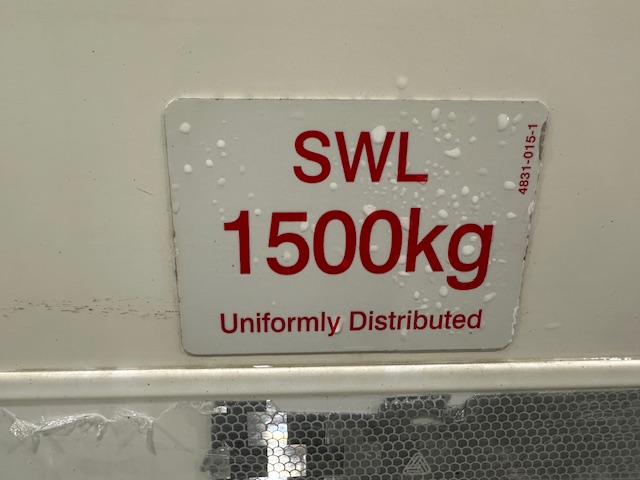 SWL
1500kg
Uniformly Distributed
4831-015-1